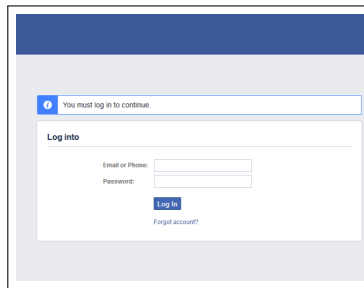 You must log in to continue.
Log into
Email or Phone:
Password:
Log In
Forgot account?